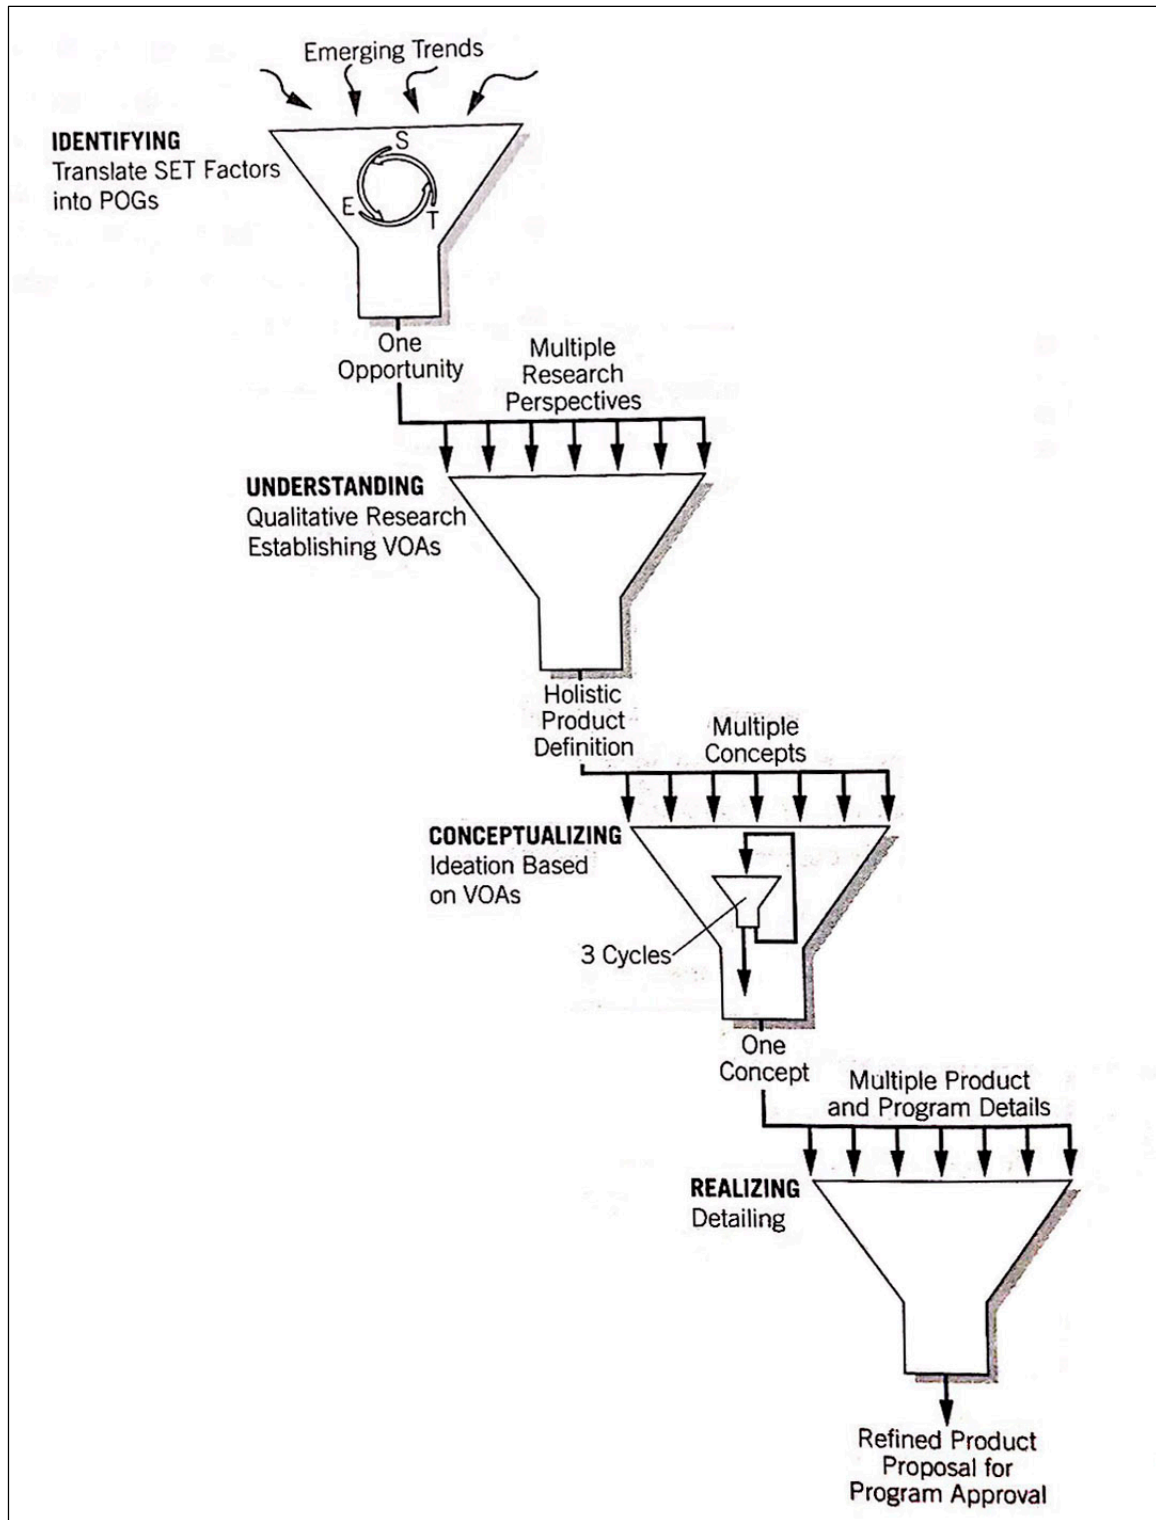 Emerging Trends
IDENTIFYING
Translate SET Factors
into POGs
S
E
T
One
Opportunity
Multiple
Research
Perspectives
UNDERSTANDING
Qualitative Research
Establishing VOAs
Holistic
Product
Definition
Multiple
Concepts
CONCEPTUALIZING
Ideation Based
on VOAs
3 Cycles
One
Concept
Multiple Product
and Program Details
REALIZING
Detailing
Refined Product
Proposal for
Program Approval